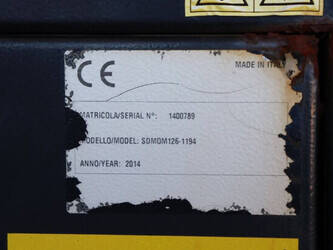 CE
MADE IN ITALY
MATRICOLA/SERIAL N°: 1400789
MODELLO/MODEL: SDMDM126-1194
ANNO/YEAR: 2014